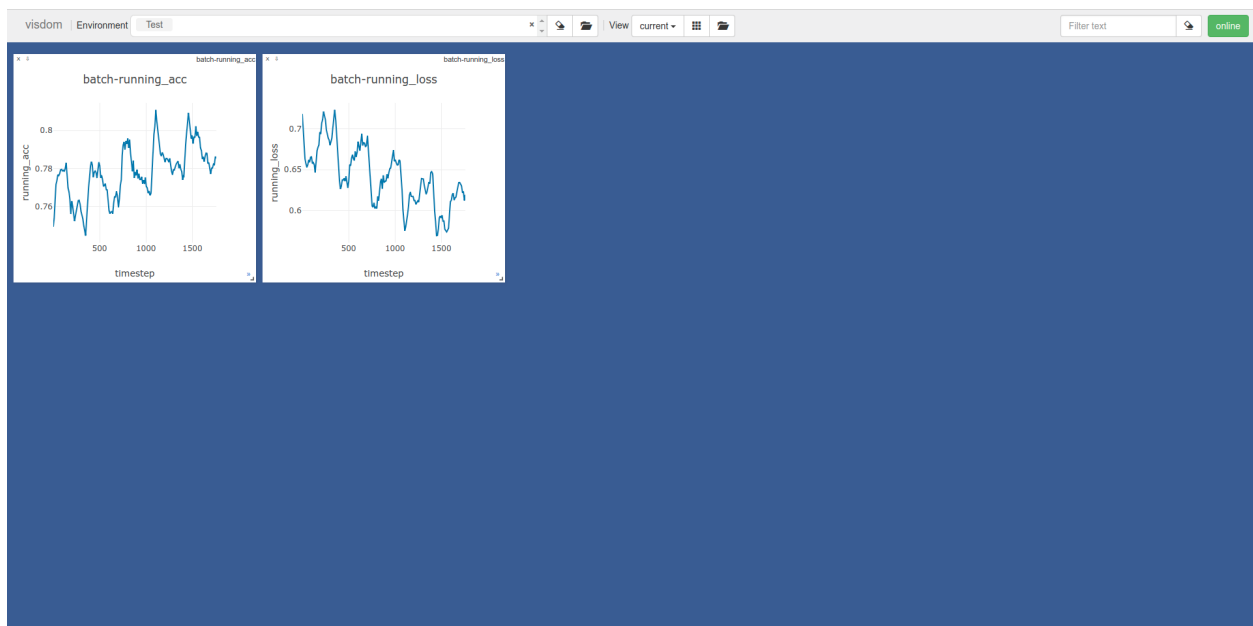 visdom Environment Test × View current online
Filter text
× batch-running_acc
batch-running_acc
running_acc
0.8
0.78
0.76
500 1000 1500
timestep
× batch-running_loss
batch-running_loss
running_loss
0.7
0.65
0.6
500 1000 1500
timestep